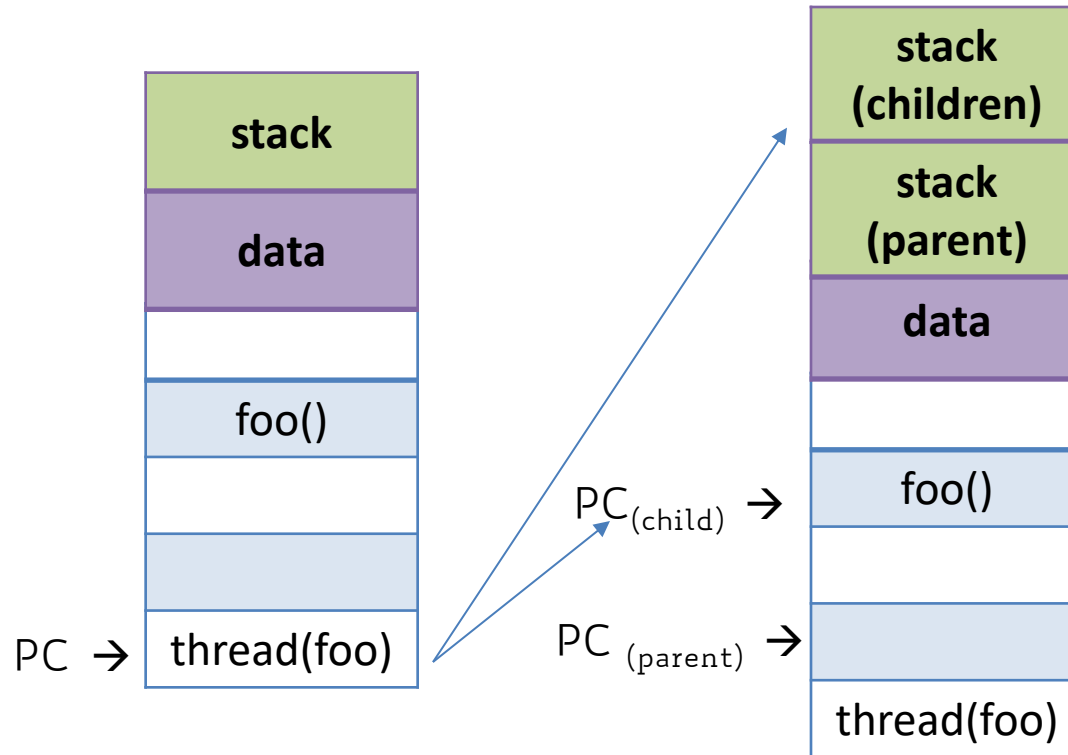 stack
data
foo()
PC → thread(foo)
stack
(children)
stack
(parent)
data
PC(child) → foo()
PC (parent) →
thread(foo)